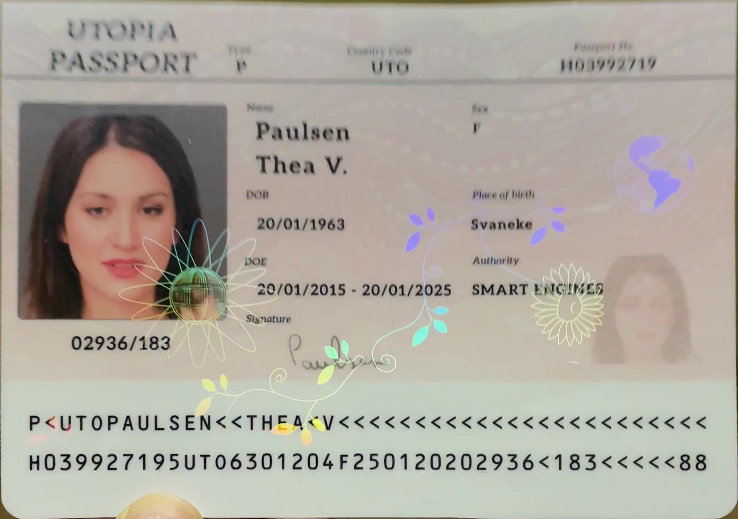 UTOPIA
PASSPORT
Type
P
Country Code
UTO
Passport No.
H03992719
Name
Paulsen
Thea V.
Sex
F
DOB
20/01/1963
Place of birth
Svaneke
DOE
20/01/2015 - 20/01/2025
Authority
SMART ENGINES
Signature
Paulsen
02936/183
P<UTOPAULSEN<<THEA<V<<<<<<<<<<<<<<<<<<<<<<<<
H039927195UTO6301204F250120202936<183<<<<<88